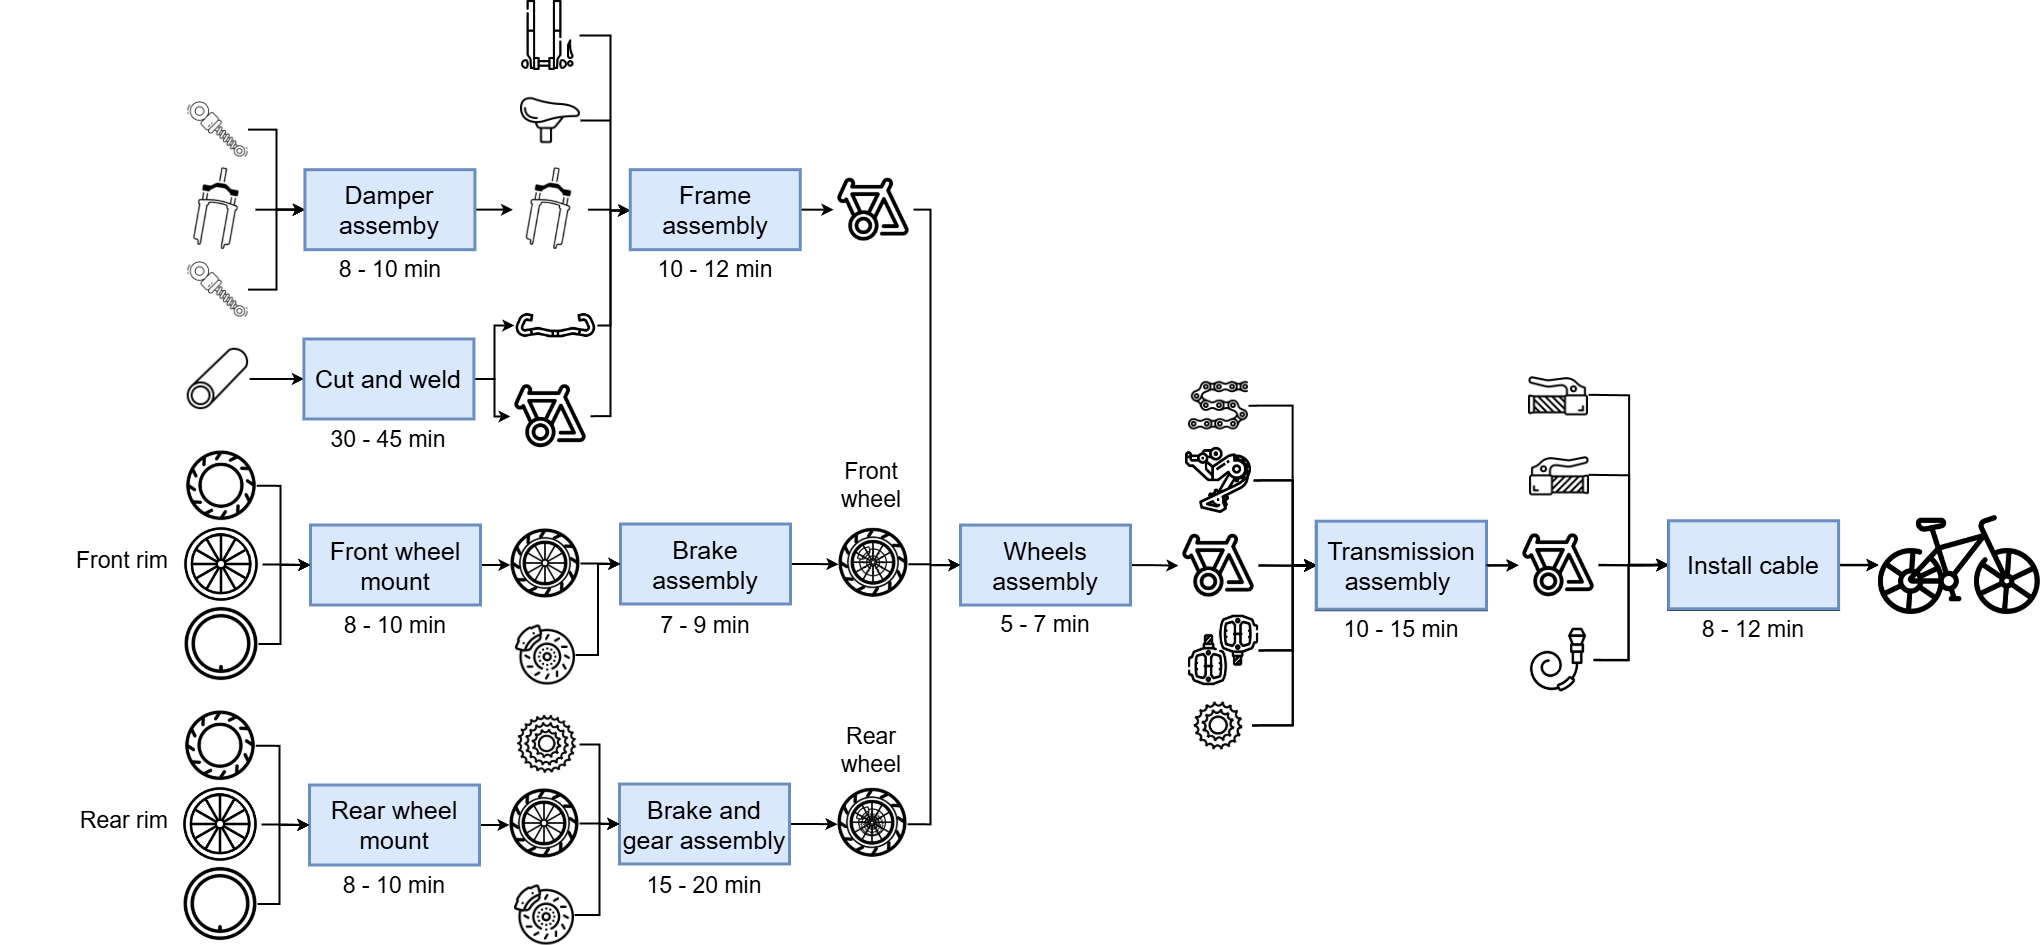 Damper
assemby
8 - 10 min
Frame
assembly
10 - 12 min
Cut and weld
30 - 45 min
Front rim
Front wheel
mount
8 - 10 min
Brake
assembly
7 - 9 min
Front
wheel
Wheels
assembly
5 - 7 min
Transmission
assembly
10 - 15 min
Install cable
8 - 12 min
Rear rim
Rear wheel
mount
8 - 10 min
Brake and
gear assembly
15 - 20 min
Rear
wheel